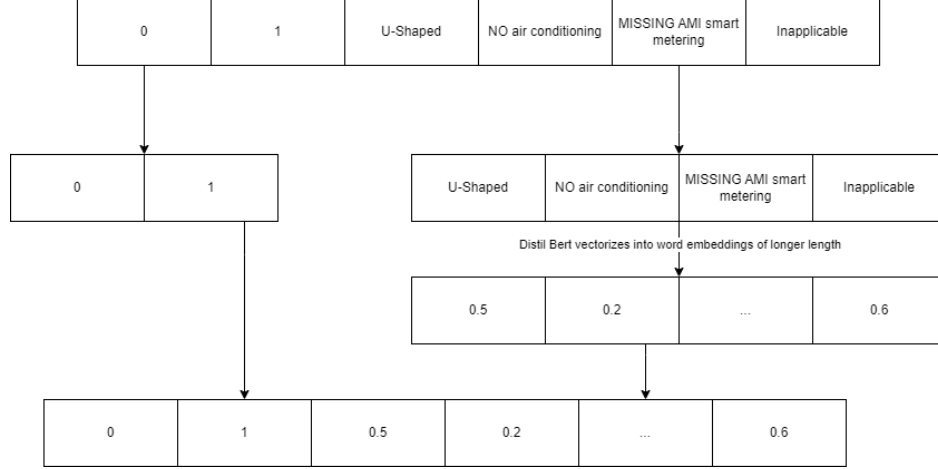 0 1 U-Shaped NO air conditioning MISSING AMI smart metering Inapplicable
0 1
U-Shaped NO air conditioning MISSING AMI smart metering Inapplicable
Distil Bert vectorizes into word embeddings of longer length
0.5 0.2 ... 0.6
0 1 0.5 0.2 ... 0.6